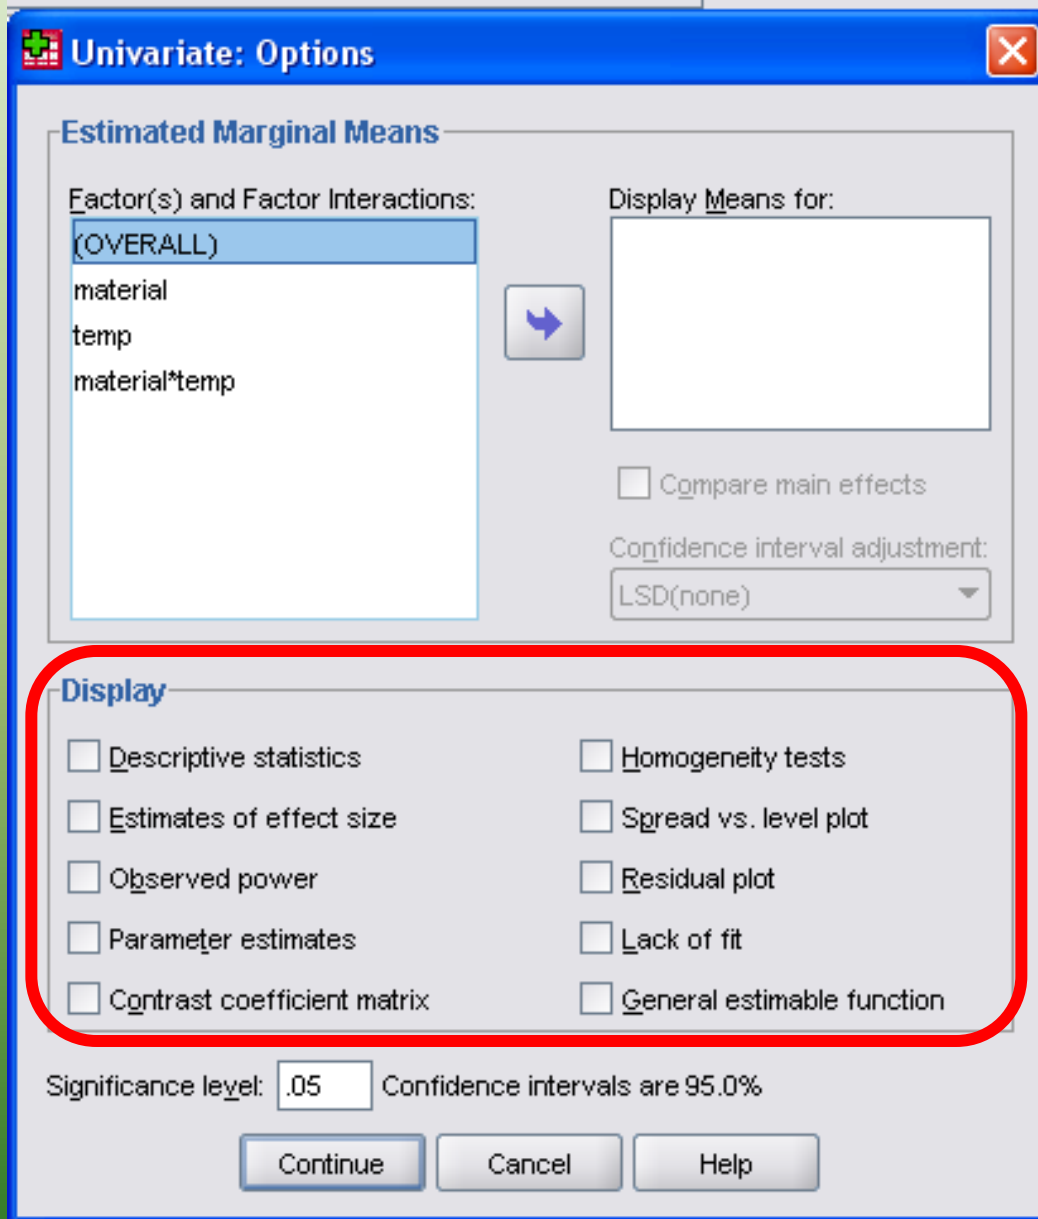 Univariate: Options
Estimated Marginal Means
Factor(s) and Factor Interactions:
(OVERALL)
material
temp
material*temp
Display Means for:
Compare main effects
Confidence interval adjustment:
LSD(none)
Display
Descriptive statistics
Estimates of effect size
Observed power
Parameter estimates
Contrast coefficient matrix
Homogeneity tests
Spread vs. level plot
Residual plot
Lack of fit
General estimable function
Significance level: .05 Confidence intervals are 95.0%
Continue Cancel Help